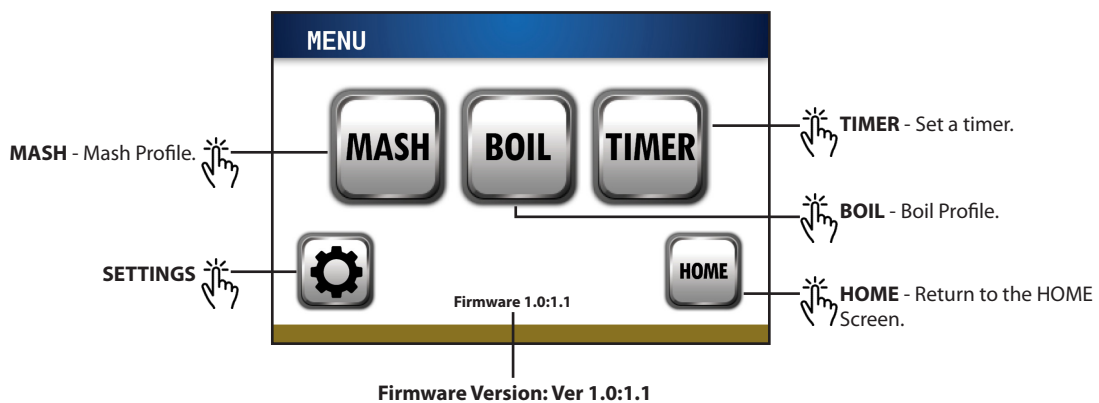 MENU
MASH
BOIL
TIMER
TIMER - Set a timer.
MASH - Mash Profile.
BOIL - Boil Profile.
SETTINGS
HOME
Firmware 1.0:1.1
HOME - Return to the HOME
Screen.
Firmware Version: Ver 1.0:1.1